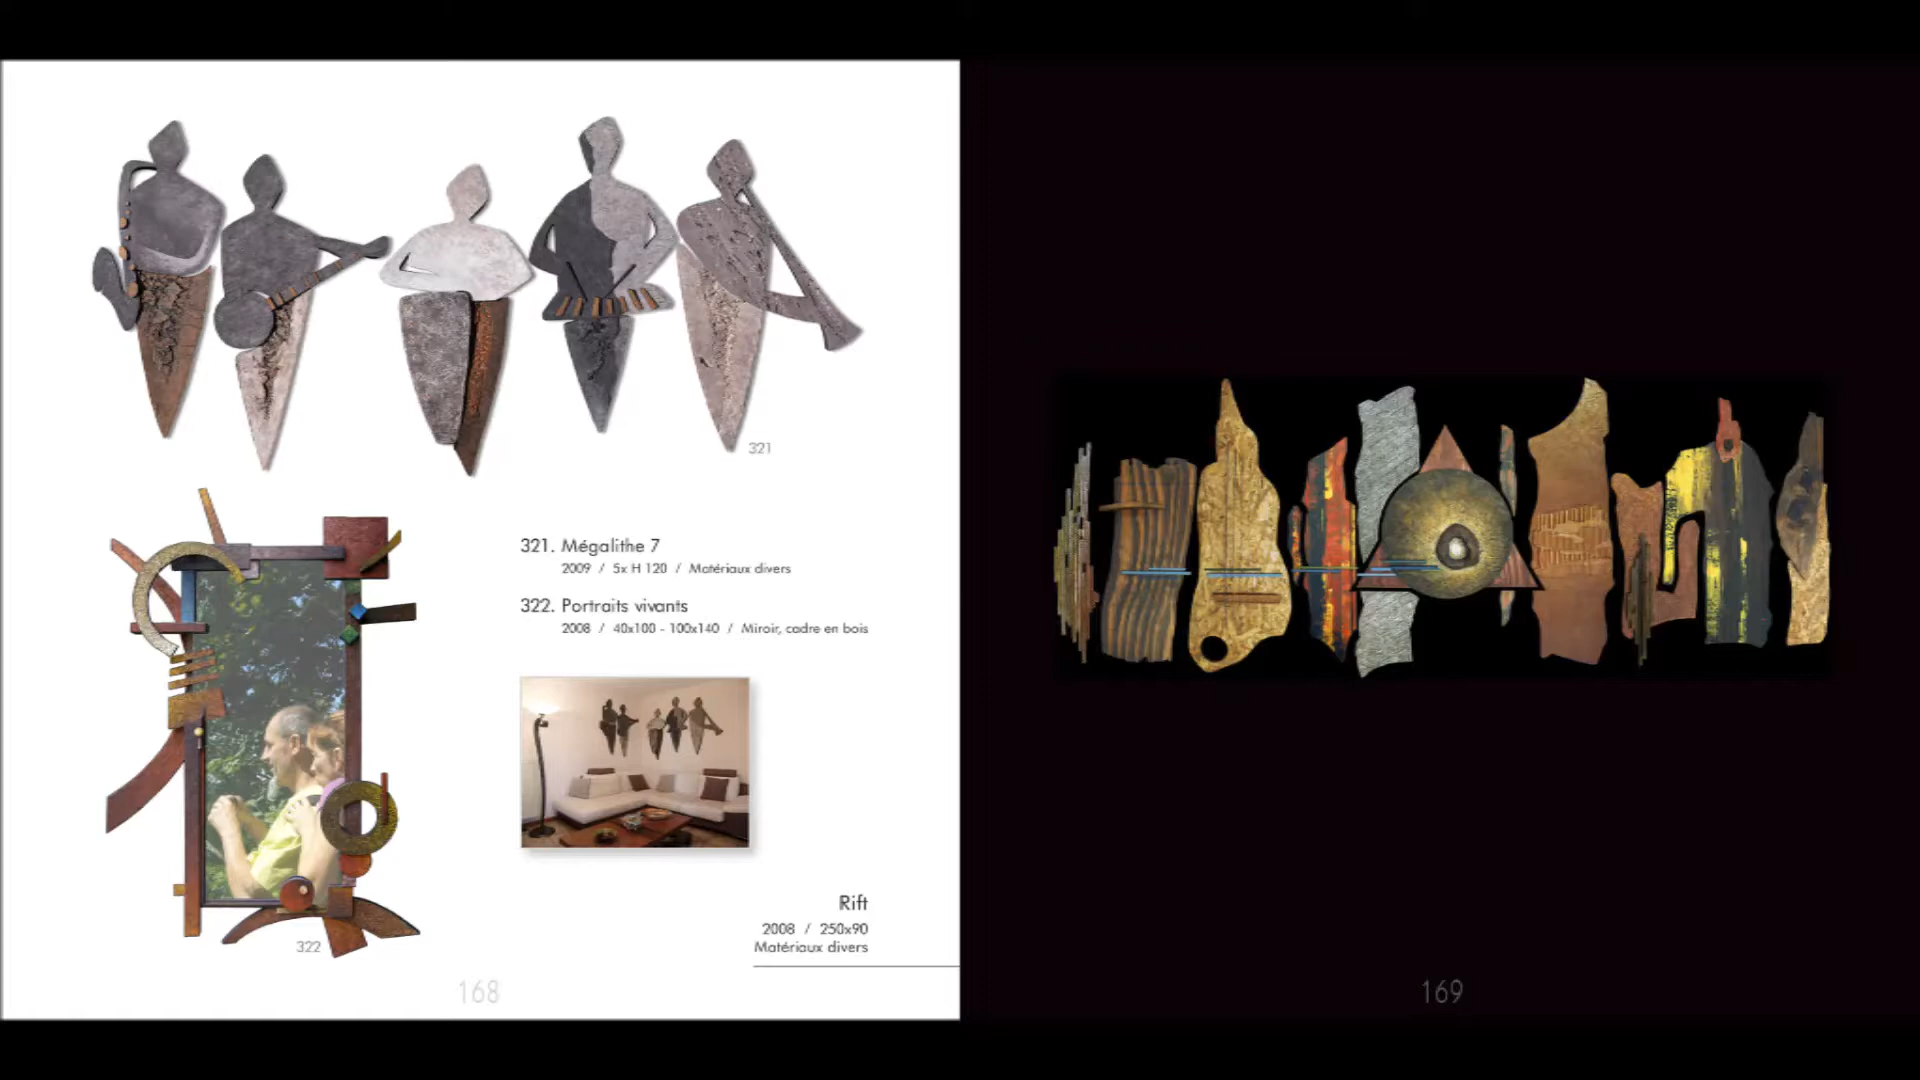 321
321. Mégalithe 7
2009 / 5x H 120 / Matériaux divers
322. Portraits vivants
2008 / 40x100 - 100x140 / Miroir, cadre en bois
322
Rift
2008 / 250x90
Matériaux divers
168
169